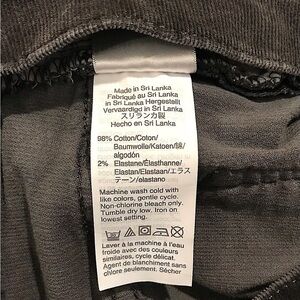 Made in Sri Lanka
Fabriqué au Sri Lanka
in Sri Lanka Hergestellt
Vervaardigd in Sri Lanka
スリランカ製
Hecho en Sri Lanka
98% Cotton/Coton/
Baumwolle/Katoen/綿/
algodón
2% Elastane/Élasthanne/
Elastan/Elastaan/エラス
テーン/elastano
Machine wash cold with
like colors, gentle cycle.
Non-chlorine bleach only.
Tumble dry low. Iron on
lowest setting.
Laver à la machine à l'eau
froide avec des couleurs
similaires, cycle délicat.
Agent de blanchiment sans
chlore seulement. Sécher